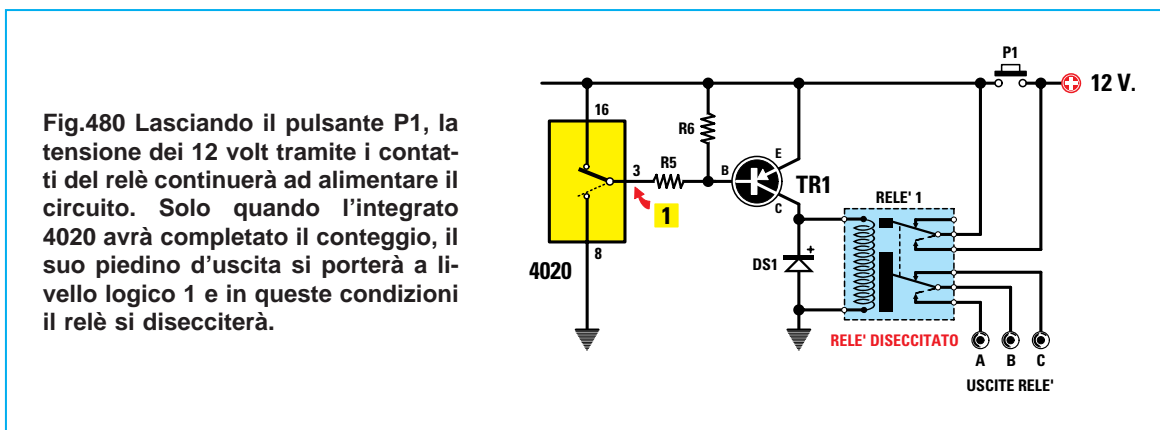 Fig.480 Lasciando il pulsante P1, la
tensione dei 12 volt tramite i contat-
ti del relè continuerà ad alimentare il
circuito. Solo quando l'integrato
4020 avrà completato il conteggio, il
suo piedino d'uscita si porterà a li-
vello logico 1 e in queste condizioni
il relè si disecciterà.
P1
12 V.
16
R6
3
R5
B
E
C
TR1
1
8
4020
DS1
+
RELE' 1
RELE' DISECCITATO
A B C
USCITE RELE'